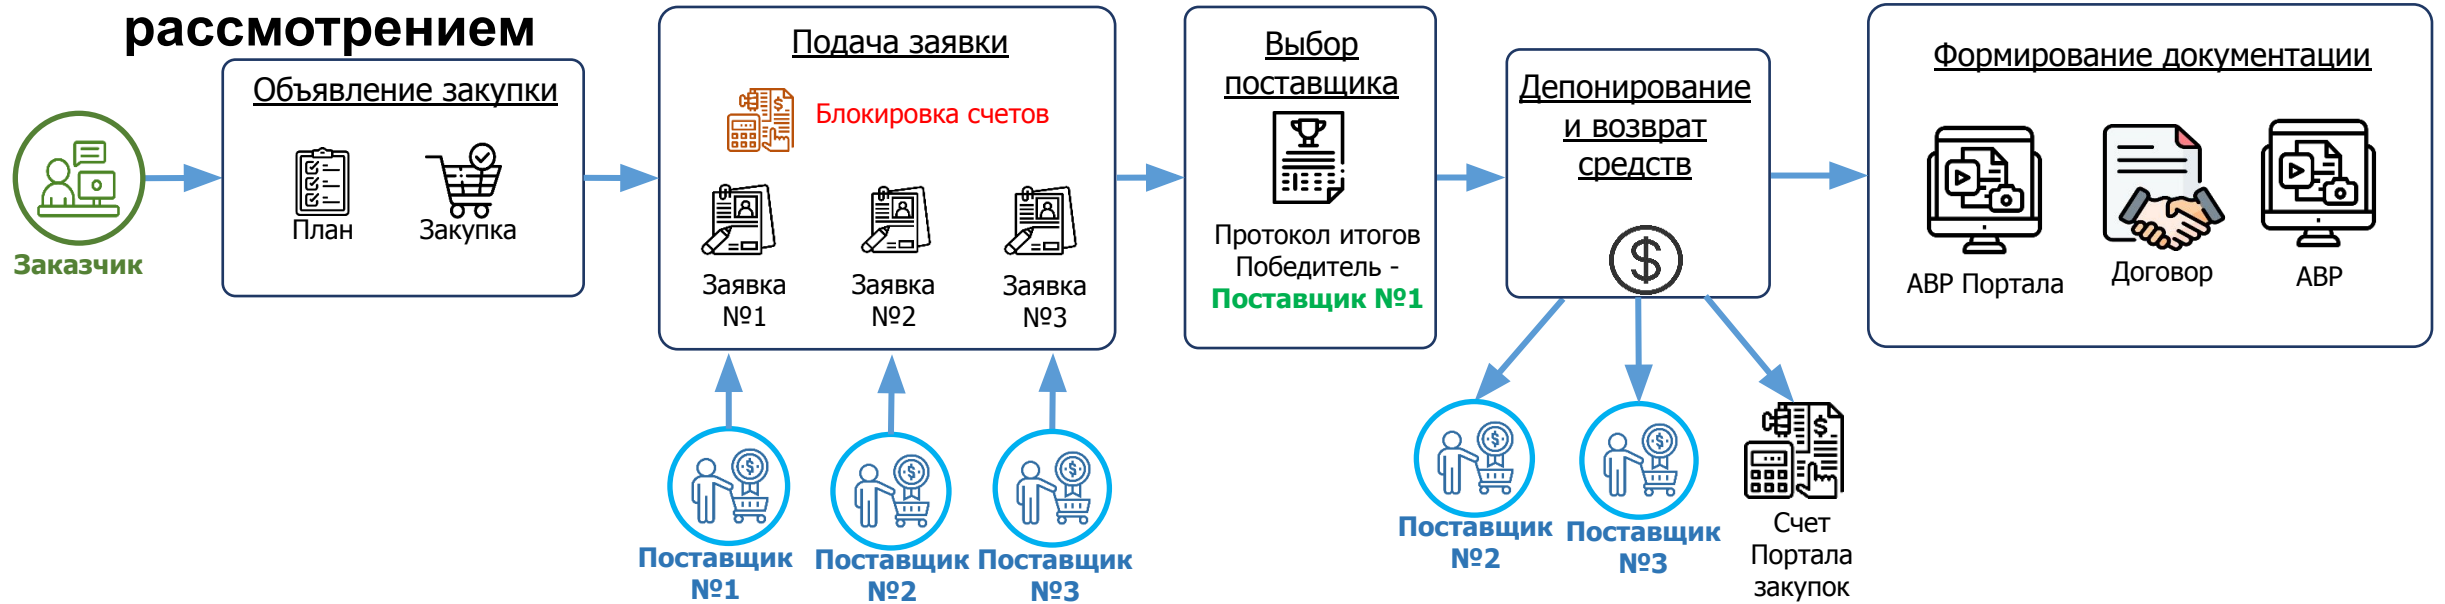 рассмотрением
Заказчик
Объявление закупки
План
Закупка
Подача заявки
Блокировка счетов
Заявка
№1
Заявка
№2
Заявка
№3
Поставщик
№1
Поставщик
№2
Поставщик
№3
Выбор
поставщика
Протокол итогов
Победитель -
Поставщик №1
Депонирование
и возврат
средств
Поставщик
№2
Поставщик
№3
Счет
Портала
закупок
Формирование документации
АВР Портала
Договор
АВР